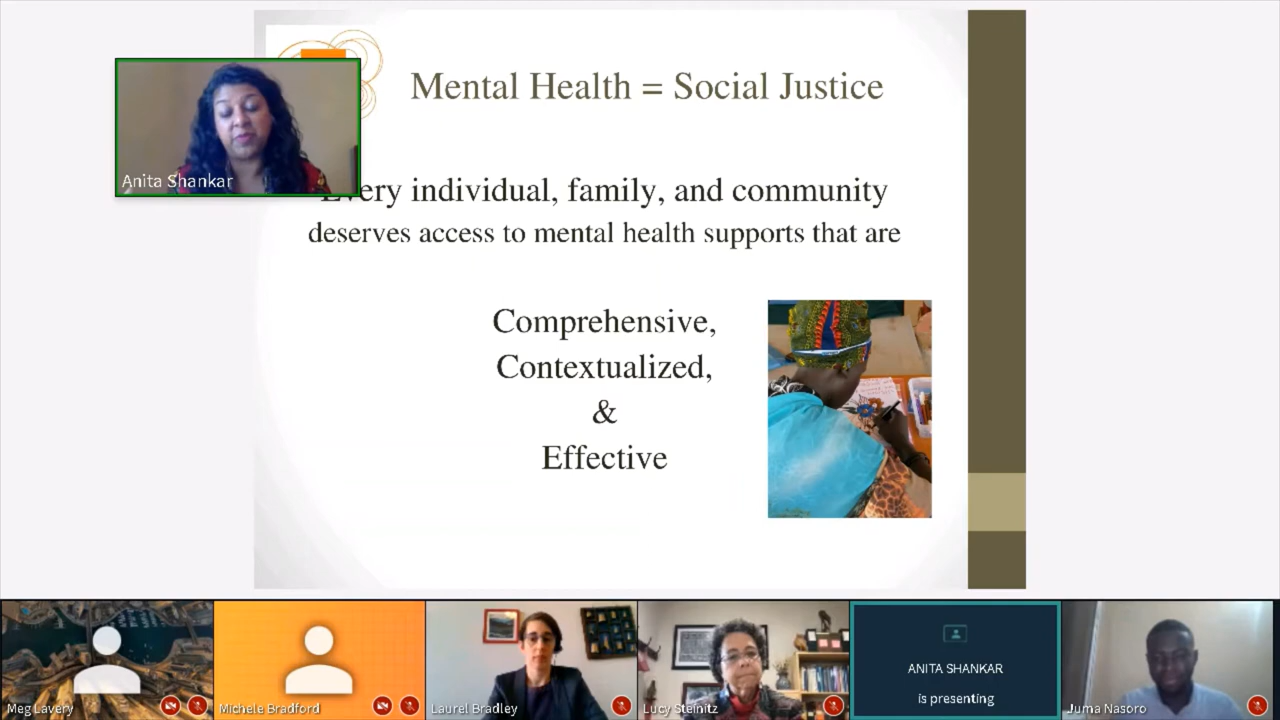 Mental Health = Social Justice
Anita Shankar
Every individual, family, and community
deserves access to mental health supports that are
Comprehensive,
Contextualized,
&
Effective
Meg Lavery
Michele Bradford
Laurel Bradley
Lucy Steinitz
ANITA SHANKAR
is presenting
Juma Nasoro